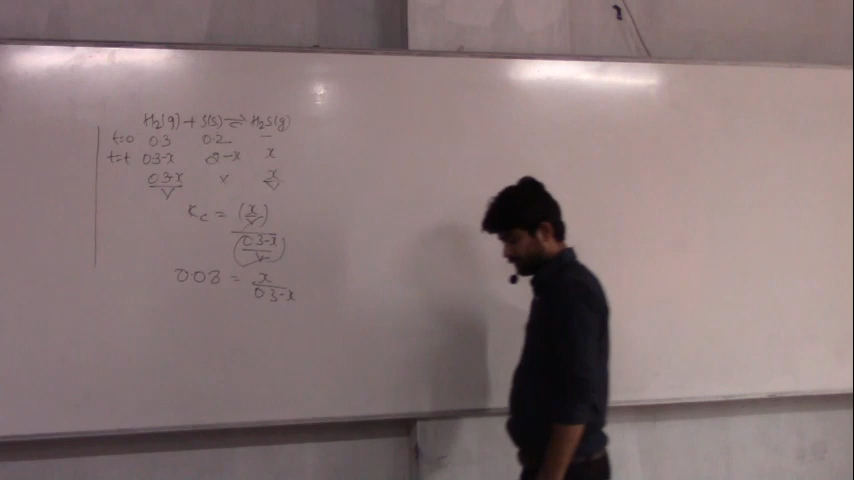 H₂(g) + S(s) ⇌ H₂S(g)
t=0 0.3 0.2 –
t=t 0.3-x 2-x x
0.3-x/V x x/V
Kc = (x/V)/(0.3-x/V)
0.08 = x/0.3-x